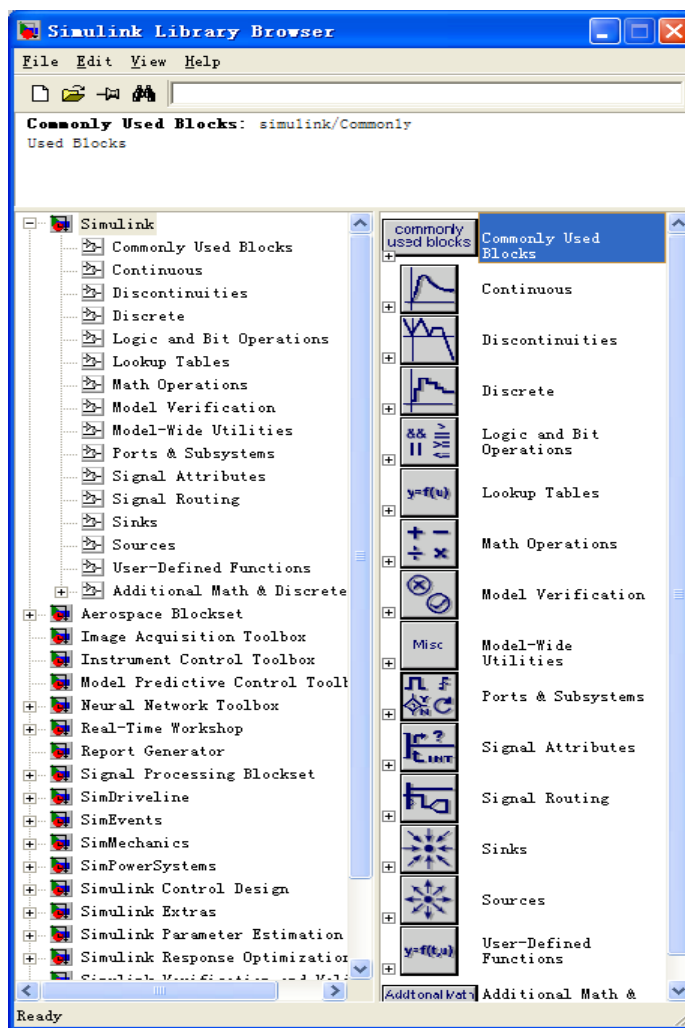 Simulink Library Browser
File Edit View Help
Commonly Used Blocks: simulink/Commonly
Used Blocks
Simulink
Commonly Used Blocks
Continuous
Discontinuities
Discrete
Logic and Bit Operations
Lookup Tables
Math Operations
Model Verification
Model-Wide Utilities
Ports & Subsystems
Signal Attributes
Signal Routing
Sinks
Sources
User-Defined Functions
Additional Math & Discrete
Aerospace Blockset
Image Acquisition Toolbox
Instrument Control Toolbox
Model Predictive Control Toolb
Neural Network Toolbox
Real-Time Workshop
Report Generator
Signal Processing Blockset
SimDriveline
SimEvents
SimMechanics
SimPowerSystems
Simulink Control Design
Simulink Extras
Simulink Parameter Estimation
Simulink Response Optimization
commonly
used blocks
Commonly Used
Blocks
Continuous
Discontinuities
Discrete
&& > =
|| >= <=
Logic and Bit
Operations
y=f(u)
Lookup Tables
+ −
÷ ×
Math Operations
Model Verification
Misc
Model-Wide
Utilities
Y
N
Ports & Subsystems
?
INT
Signal Attributes
Signal Routing
Sinks
Sources
y=f(t,u)
User-Defined
Functions
Addtonal Math
Additional Math &
Ready